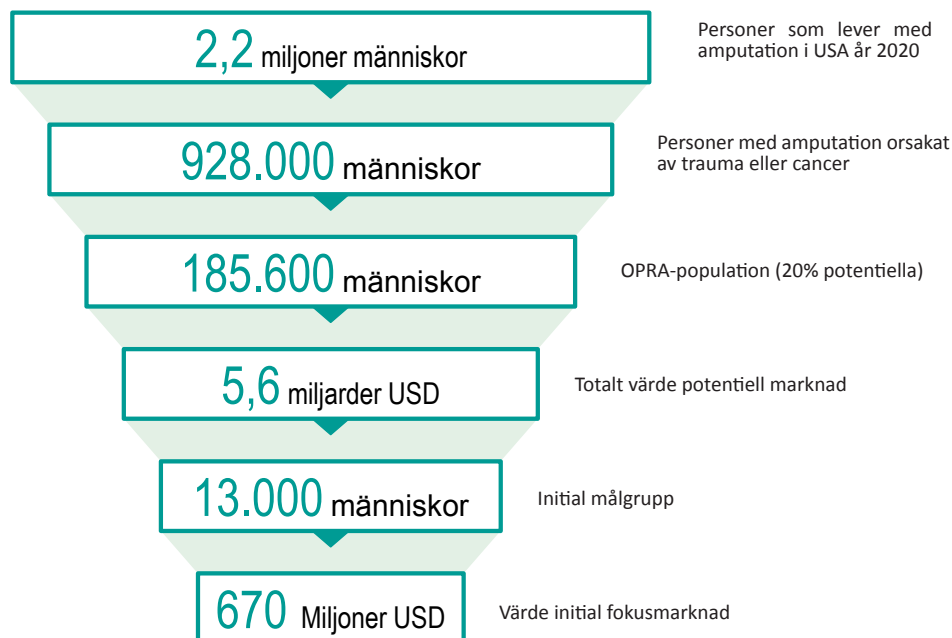 2,2 miljoner människor
Personer som lever med
amputation i USA år 2020
928.000 människor
Personer med amputation orsakat
av trauma eller cancer
185.600 människor
OPRA-population (20% potentiella)
5,6 miljarder USD
Totalt värde potentiell marknad
13.000 människor
Initial målgrupp
670 Miljoner USD
Värde initial fokusmarknad